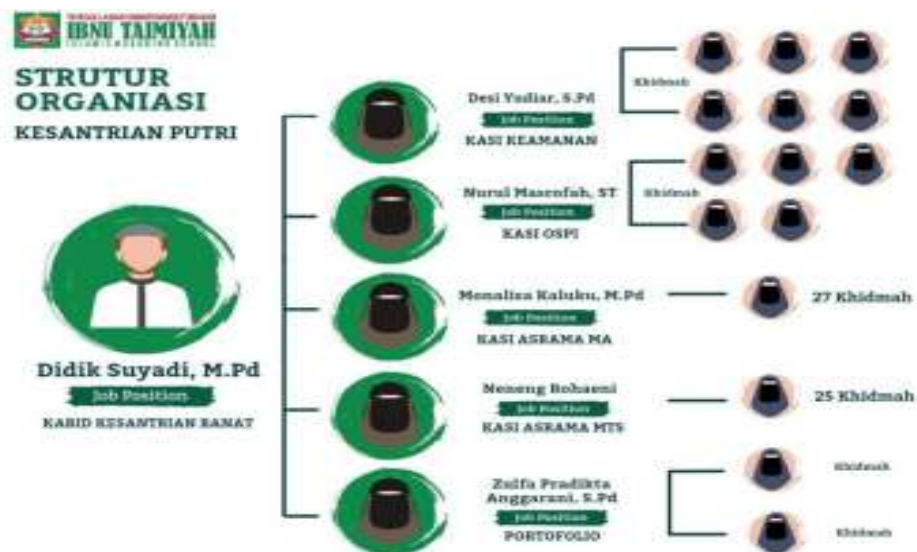 IBNU TAIMIYAH
STRUTUR
ORGANIASI
KESANTRIAN PUTRI
Didik Suyadi, M.Pd
Job Position
KABID KESANTRIAN BANAT
Desi Yudiar, S.Pd
Job Position
KASI KEAMANAN
Khidmah
Nurul Masrofah, ST
Job Position
KASI OSPI
Khidmah
Monalisa Kaluku, M.Pd
Job Position
KASI ASRAMA MA
27 Khidmah
Neneng Rohaeni
Job Position
KASI ASRAMA MTS
25 Khidmah
Zulfa Pradikta
Anggarani, S.Pd
Job Position
PORTOFOLIO
Khidmah
Khidmah